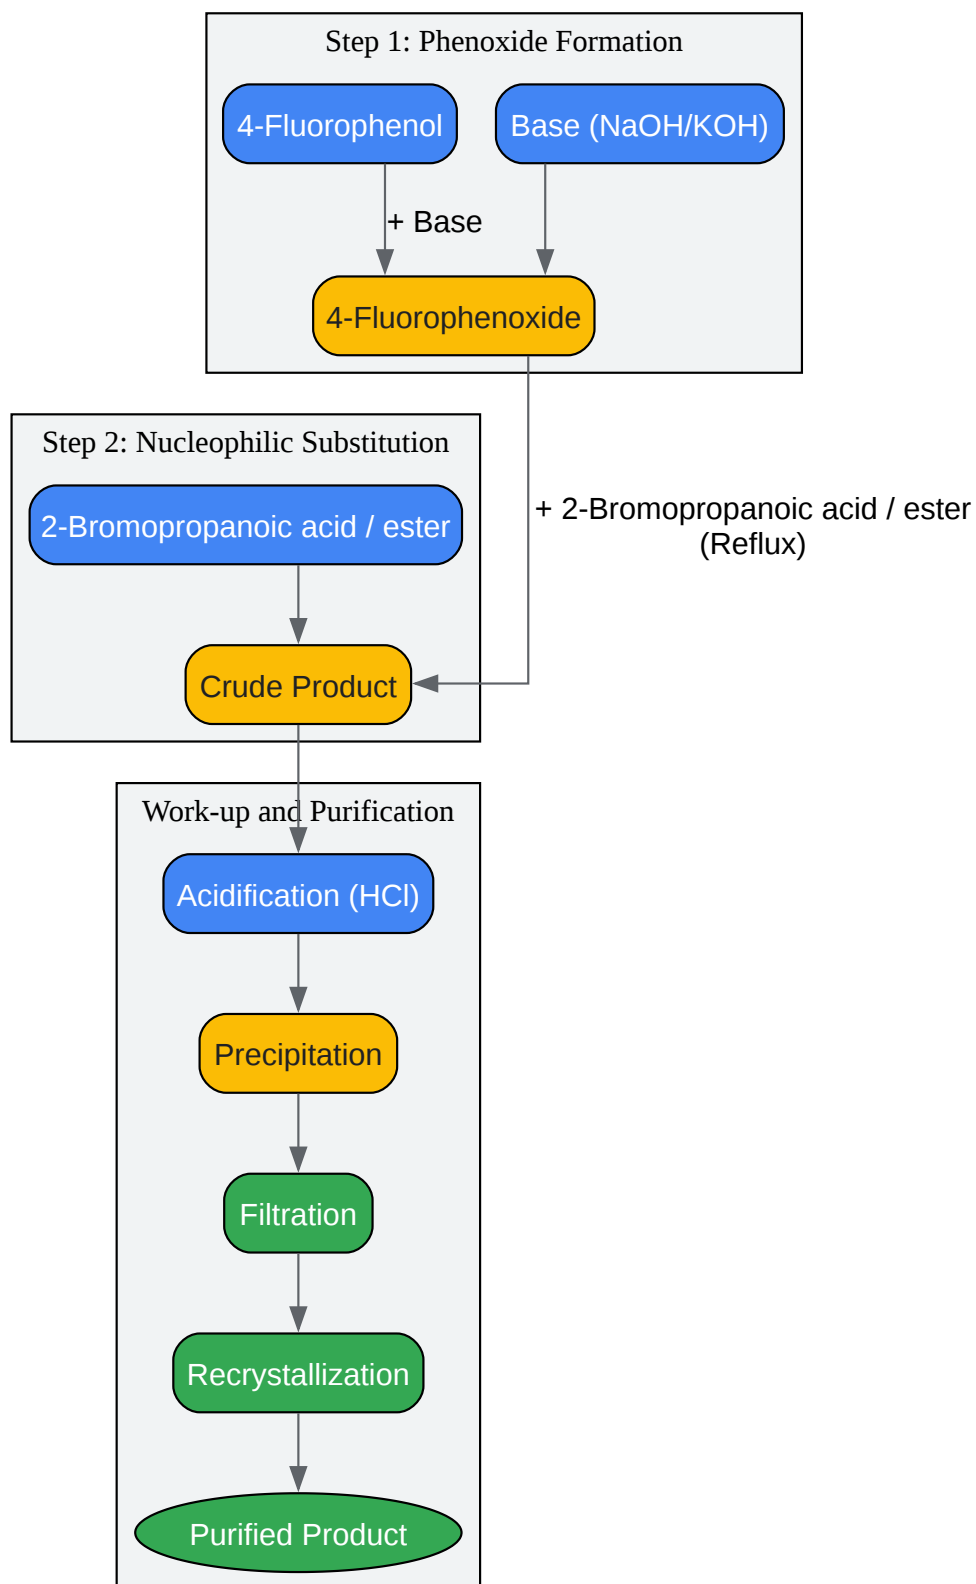 Step 1: Phenoxide Formation
4-Fluorophenol
Base (NaOH/KOH)
+ Base
4-Fluorophenoxide
Step 2: Nucleophilic Substitution
2-Bromopropanoic acid / ester
+ 2-Bromopropanoic acid / ester
(Reflux)
Crude Product
Work-up and Purification
Acidification (HCl)
Precipitation
Filtration
Recrystallization
Purified Product